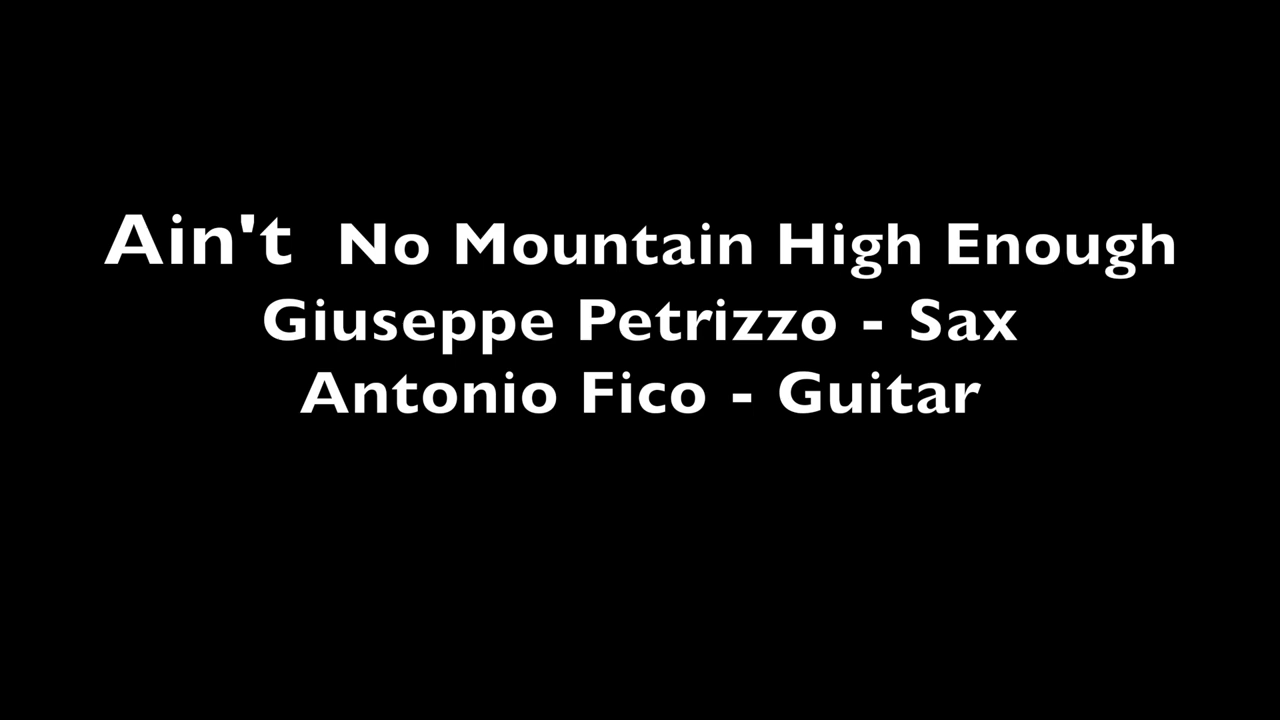 Ain't No Mountain High Enough
Giuseppe Petrizzo - Sax
Antonio Fico - Guitar